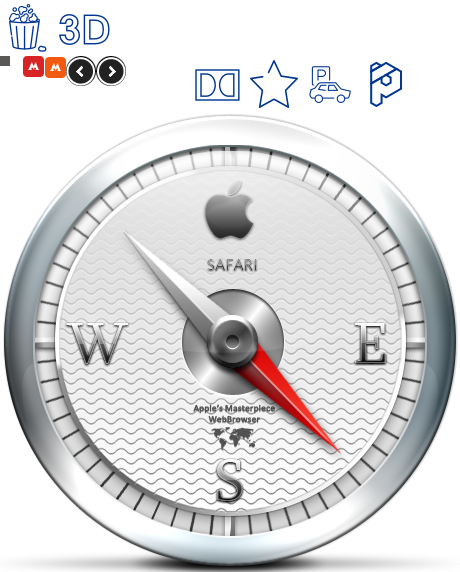 3D
M M
P
SAFARI
W E
Apple's Masterpiece
WebBrowser
S